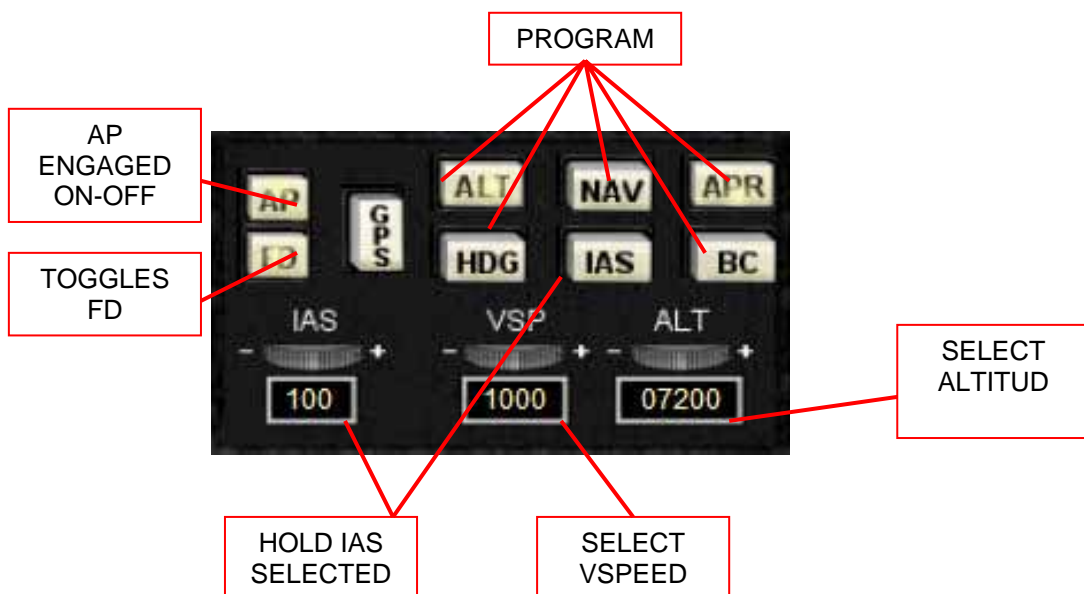 PROGRAM
AP
ENGAGED
ON-OFF
TOGGLES
FD
AP
GPS
ALT
NAV
APR
FD
HDG
IAS
BC
IAS
VSP
ALT
- +
- +
- +
100
1000
07200
SELECT
ALTITUD
HOLD IAS
SELECTED
SELECT
VSPEED